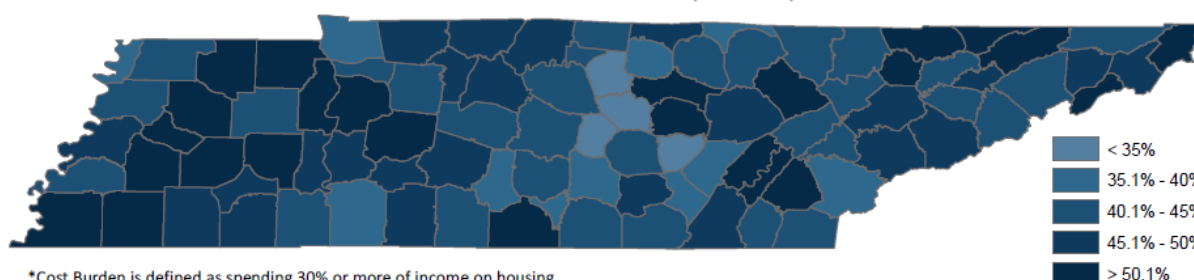 < 35%
35.1% - 40%
40.1% - 45%
45.1% - 50%
> 50.1%
*Cost Burden is defined as spending 30% or more of income on housing